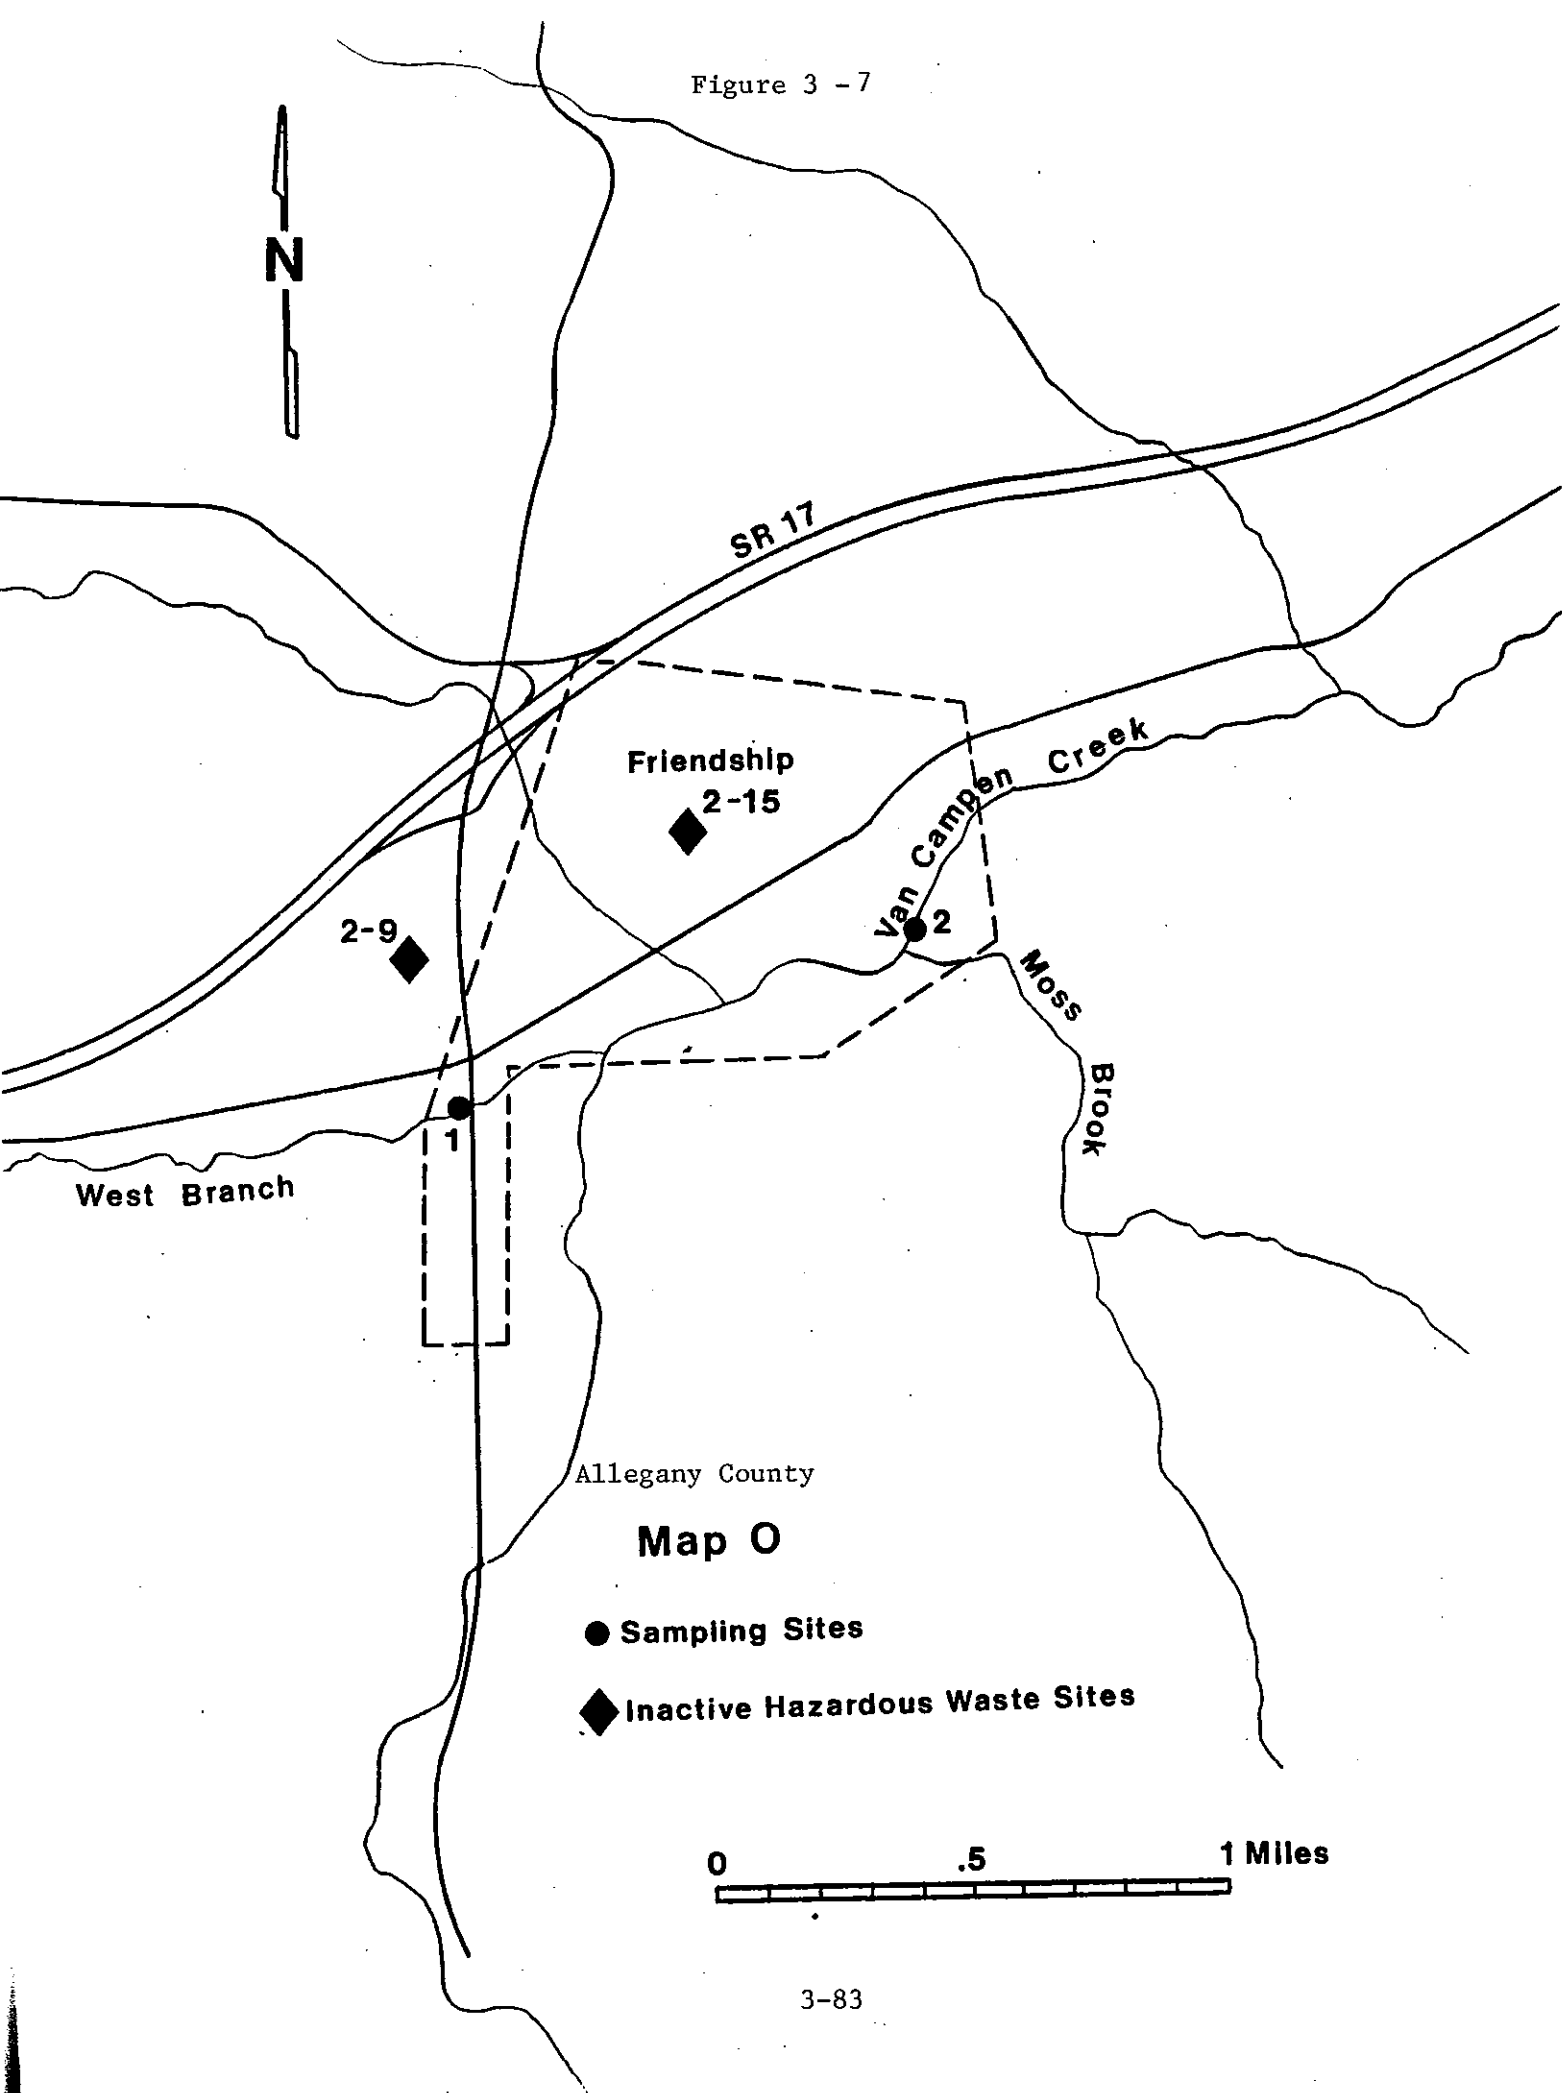 Figure 3 - 7
N
SR 17
Friendship
2-15
Van Campen Creek
2-9
2
Moss Brook
1
West Branch
Allegany County
Map O
Sampling Sites
Inactive Hazardous Waste Sites
0 .5 1 Miles
3-83